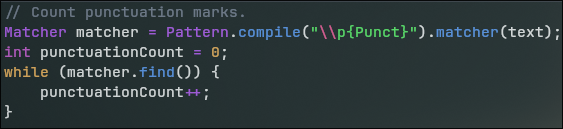 // Count punctuation marks.
Matcher matcher = Pattern.compile("\\p{Punct}").matcher(text);
int punctuationCount = 0;
while (matcher.find()) {
    punctuationCount++;
}